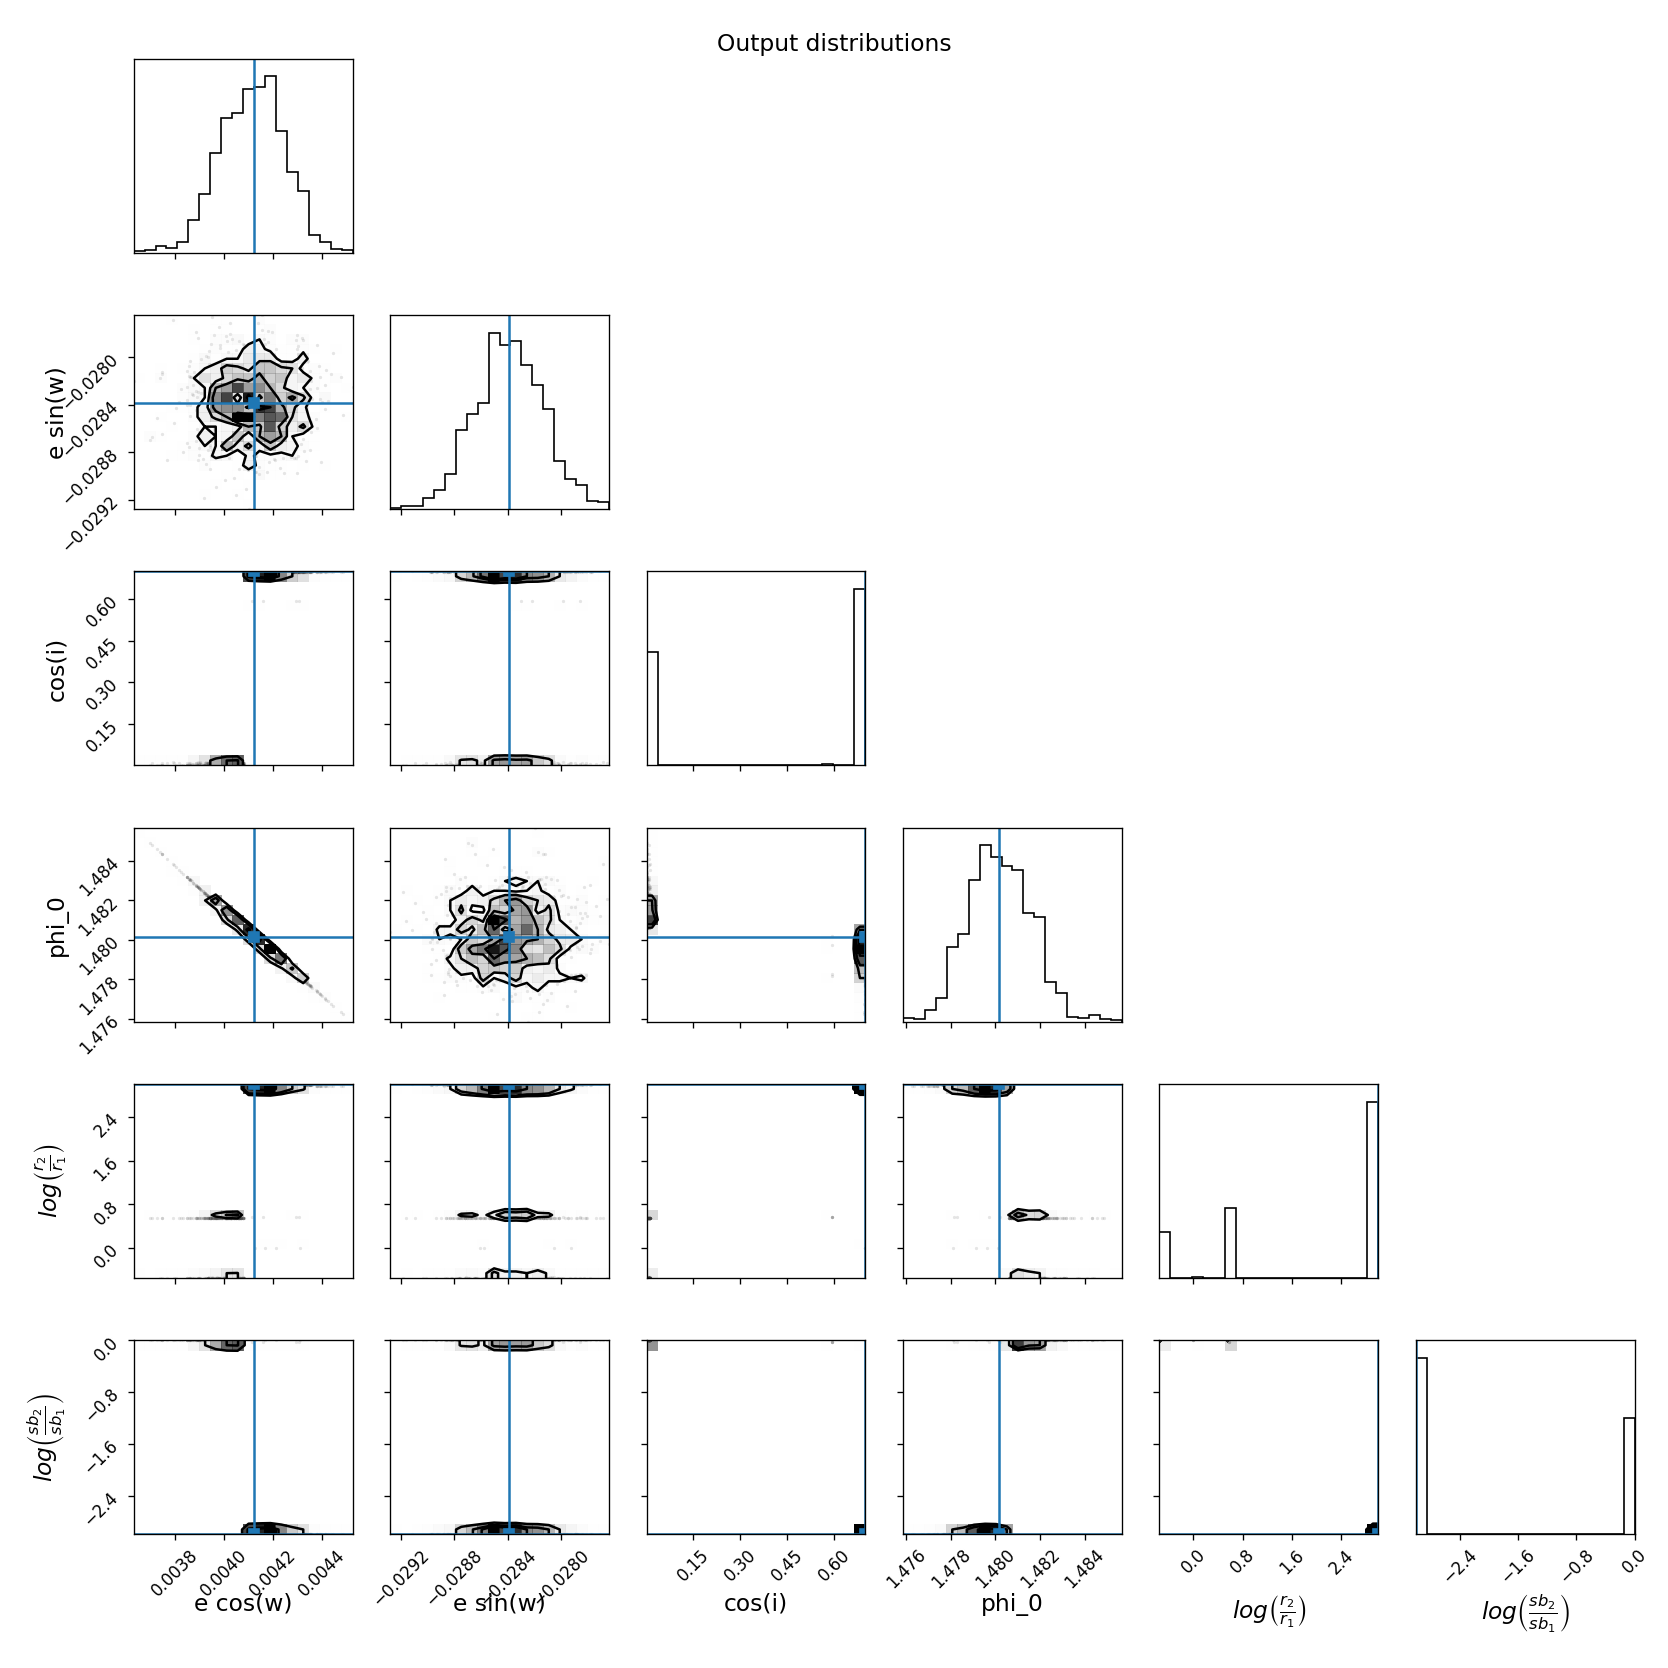 Output distributions
e sin(w)
−0.0280
−0.0284
−0.0288
−0.0292
cos(i)
0.60
0.45
0.30
0.15
phi_0
1.484
1.482
1.480
1.478
1.476
log(r2/r1)
2.4
1.6
0.8
0.0
log(sb2/sb1)
0.0
−0.8
−1.6
−2.4
0.0038 0.0040 0.0042 0.0044 −0.0292 −0.0288 −0.0284 −0.0280 0.15 0.30 0.45 0.60 1.476 1.478 1.480 1.482 1.484 0.0 0.8 1.6 2.4 −2.4 −1.6 −0.8 0.0
e cos(w) e sin(w) cos(i) phi_0 log(r2/r1) log(sb2/sb1)